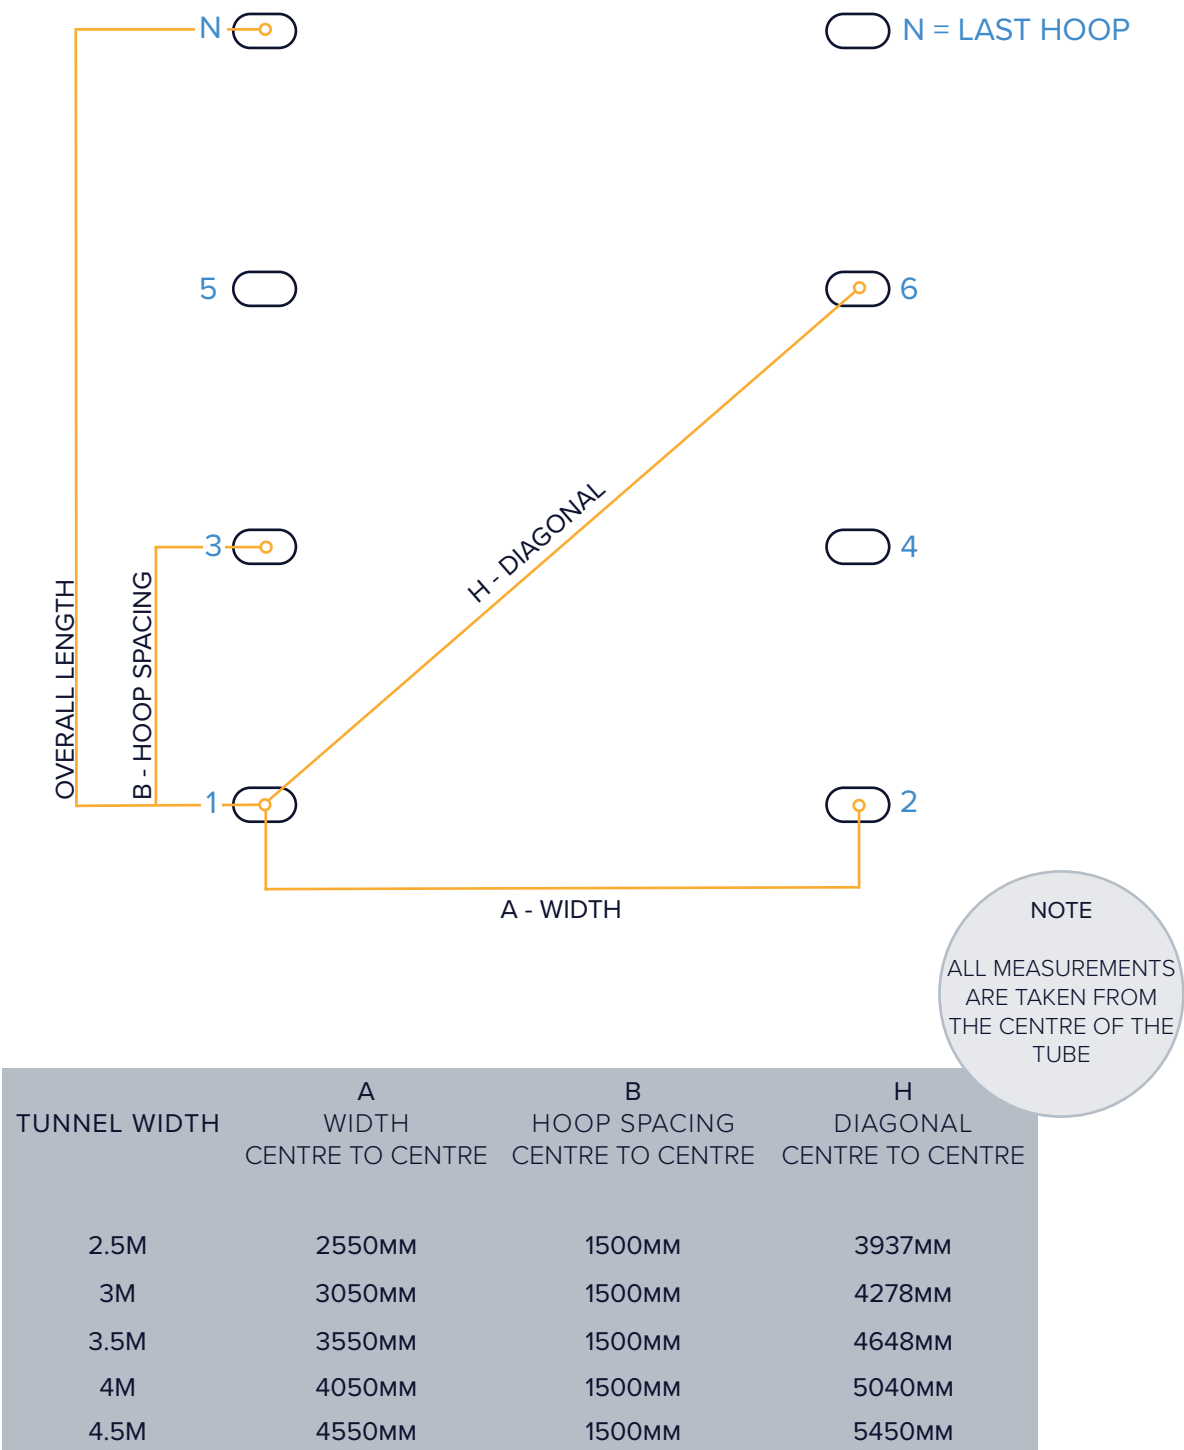 N
N = LAST HOOP
5
6
H - DIAGONAL
3
4
OVERALL LENGTH
B - HOOP SPACING
1
2
A - WIDTH
NOTE
ALL MEASUREMENTS
ARE TAKEN FROM
THE CENTRE OF THE
TUBE
A B H
TUNNEL WIDTH WIDTH HOOP SPACING DIAGONAL
CENTRE TO CENTRE CENTRE TO CENTRE CENTRE TO CENTRE
2.5M 2550MM 1500MM 3937MM
3M 3050MM 1500MM 4278MM
3.5M 3550MM 1500MM 4648MM
4M 4050MM 1500MM 5040MM
4.5M 4550MM 1500MM 5450MM